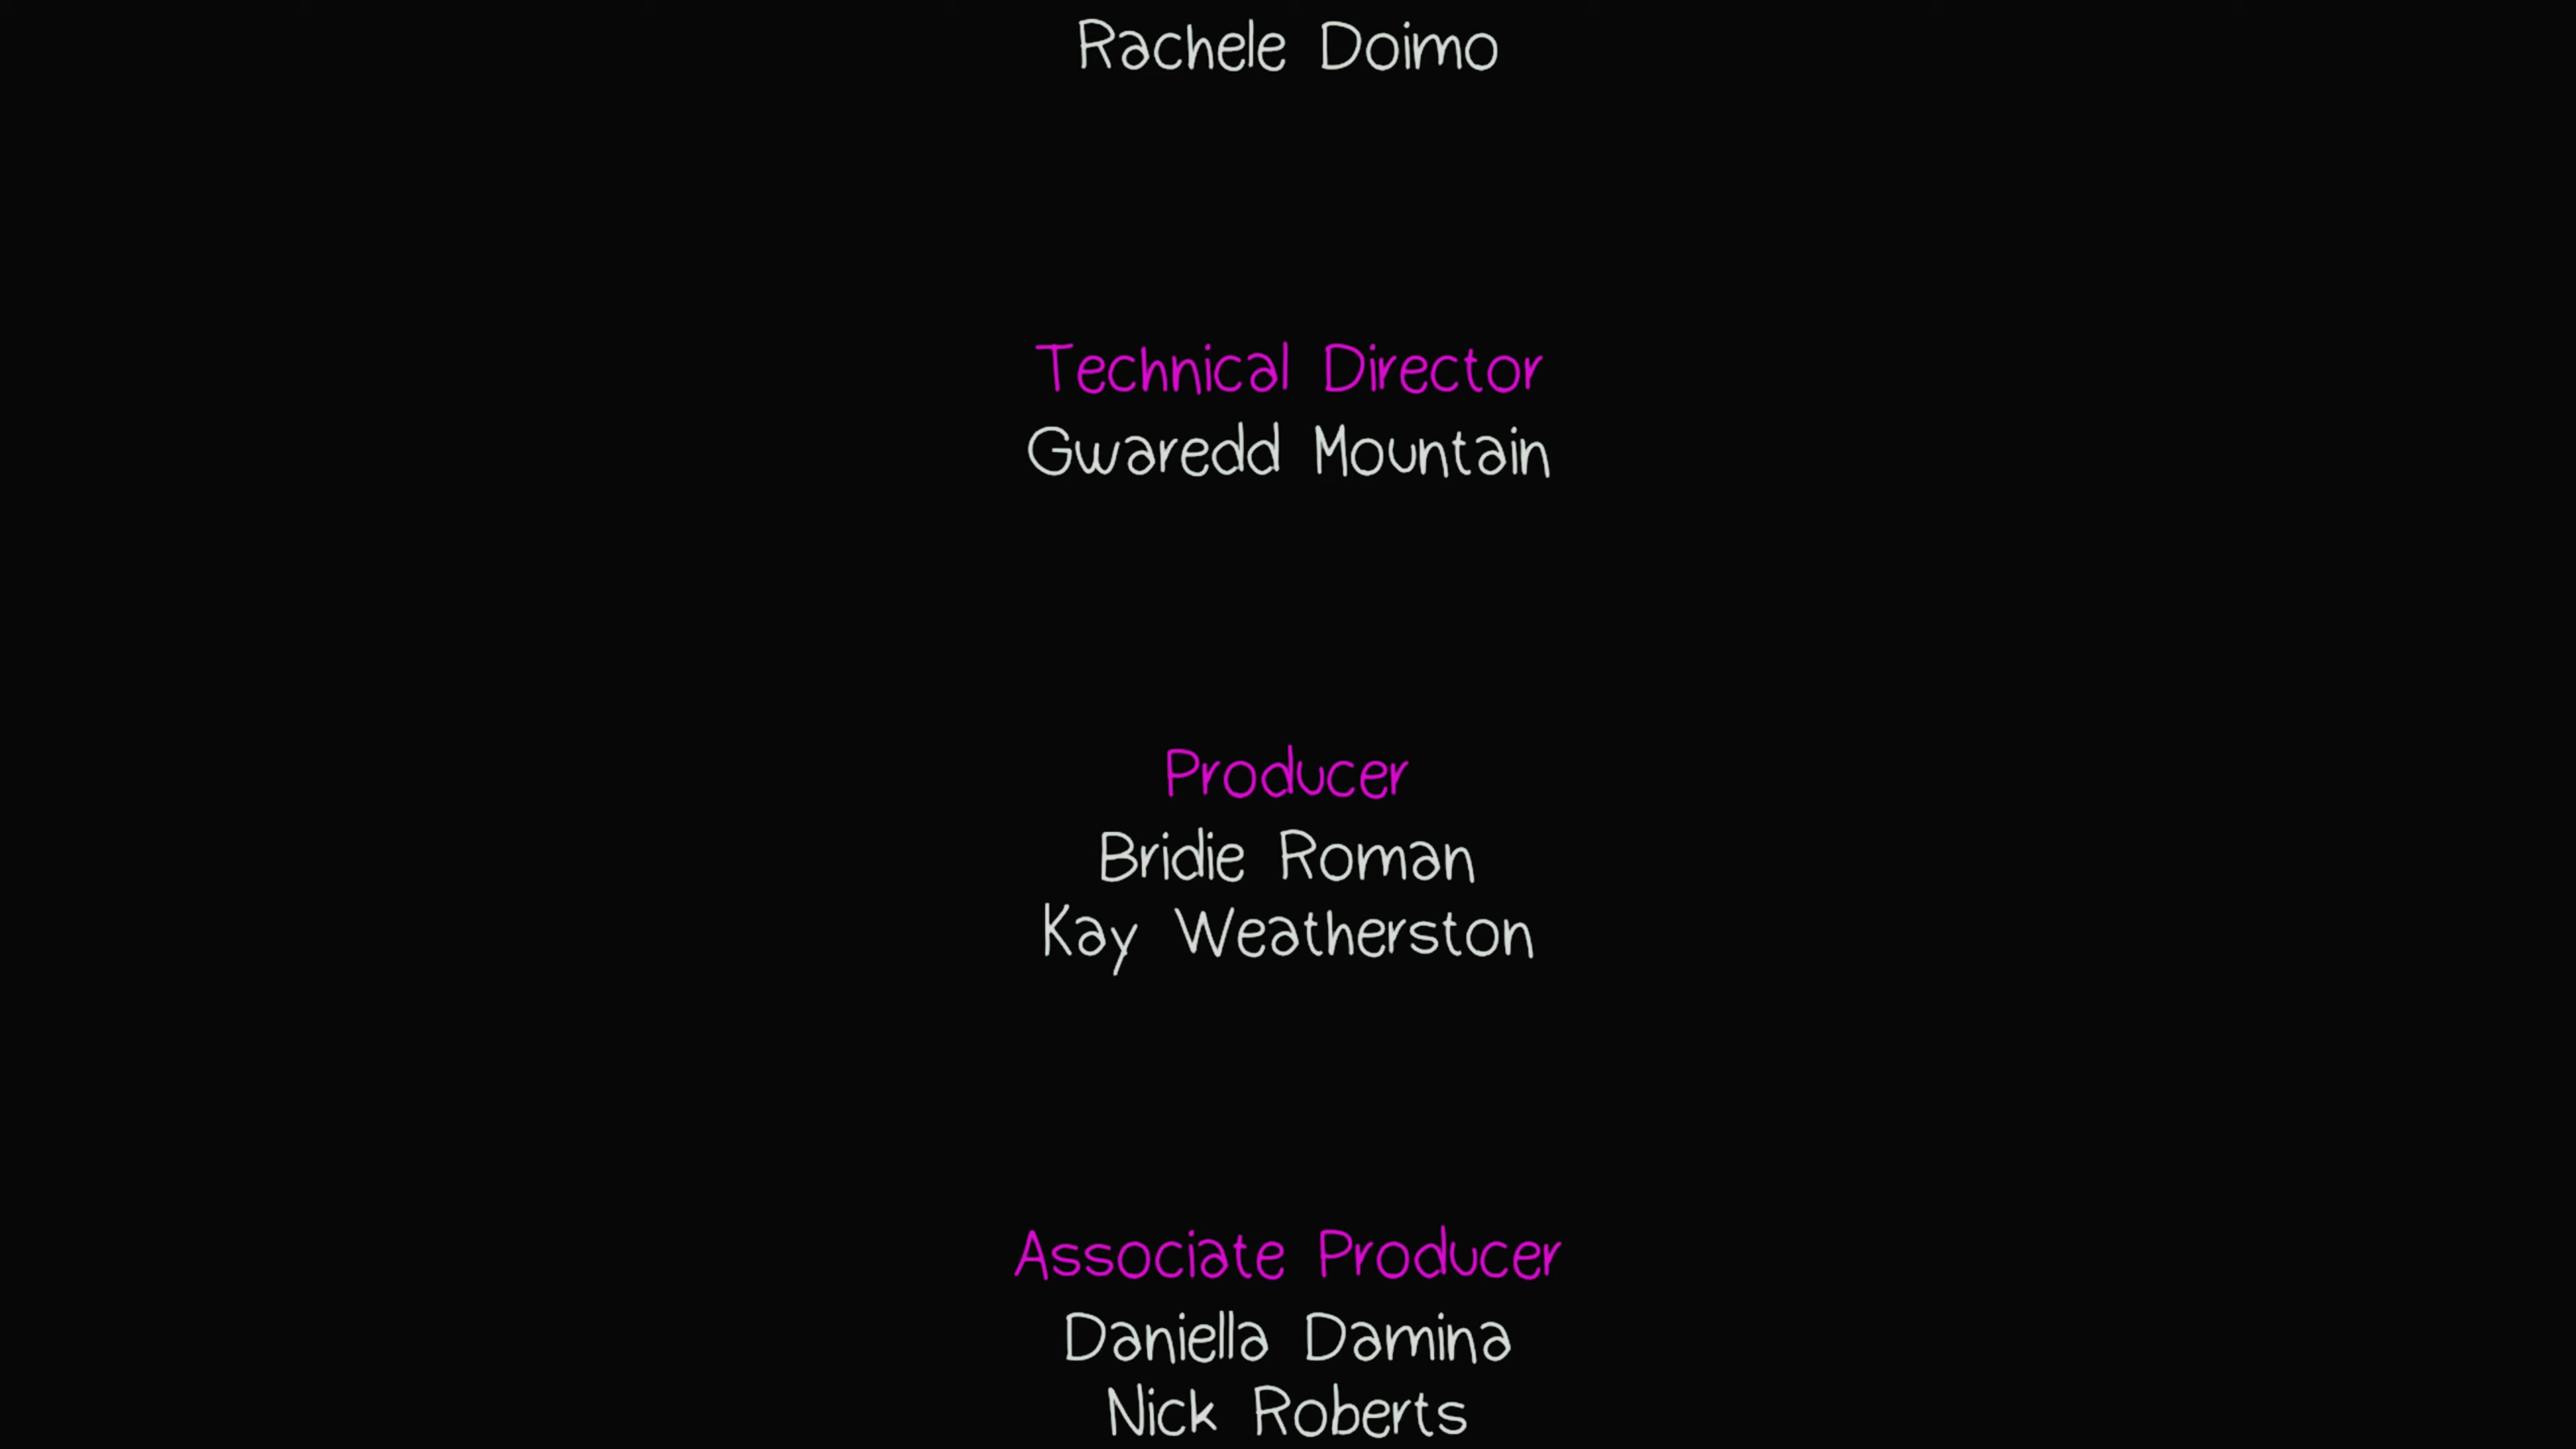 Rachele Doimo
Technical Director
Gwaredd Mountain
Producer
Bridie Roman
Kay Weatherston
Associate Producer
Daniella Damina
Nick Roberts